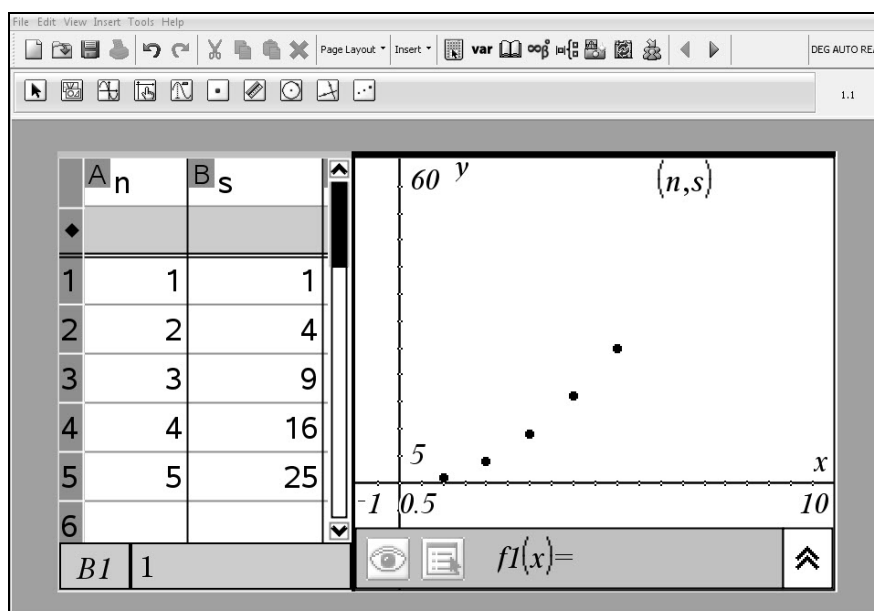 File Edit View Insert Tools Help
Page Layout Insert var DEG AUTO RE
1.1
A n B s
1 1 1
2 2 4
3 3 9
4 4 16
5 5 25
6
B1 1
60 y (n,s)
5 x
-1 0.5 10
f1(x)=